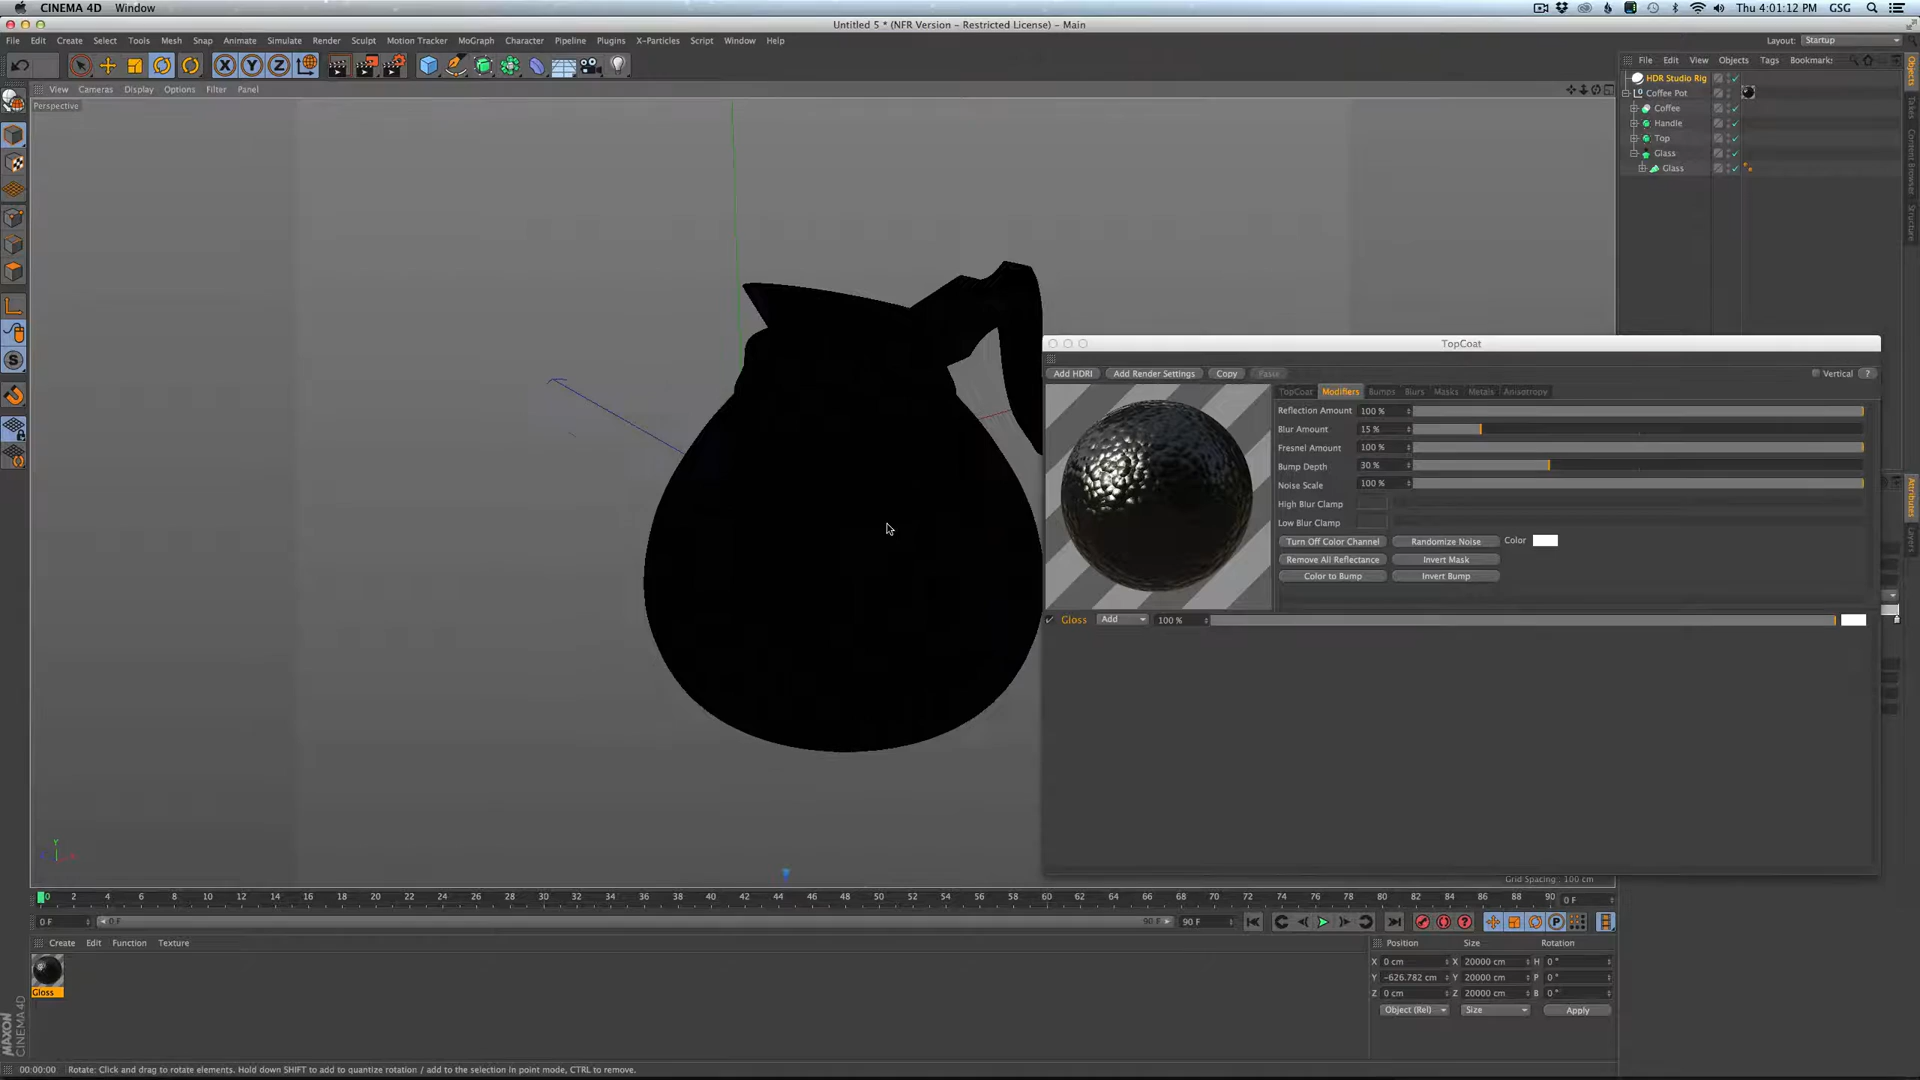 CINEMA 4D Window
Thu 4:01:12 PM GSG
Untitled 5 * (NFR Version - Restricted License) - Main
File Edit Create Select Tools Mesh Snap Animate Simulate Render Sculpt Motion Tracker MoGraph Character Pipeline Plugins X-Particles Script Window Help
Layout: Startup
X Y Z
View Cameras Display Options Filter Panel
Perspective
File Edit View Objects Tags Bookmarks
HDR Studio Rig
Coffee Pot
Coffee
Handle
Top
Glass
Glass
Objects
Takes
Content Browser
Structure
Attributes
Layers
TopCoat
Add HDRI Add Render Settings Copy Paste
Vertical ?
TopCoat Modifiers Bumps Blurs Masks Metals Anisotropy
Reflection Amount 100 %
Blur Amount 15 %
Fresnel Amount 100 %
Bump Depth 30 %
Noise Scale 100 %
High Blur Clamp
Low Blur Clamp
Turn Off Color Channel Randomize Noise Color
Remove All Reflectance Invert Mask
Color to Bump Invert Bump
Gloss Add 100 %
Y
Grid Spacing : 100 cm
0 2 4 6 8 10 12 14 16 18 20 22 24 26 28 30 32 34 36 38 40 42 44 46 48 50 52 54 56 58 60 62 64 66 68 70 72 74 76 78 80 82 84 86 88 90 0 F
0 F 0 F 90 F 90 F
Create Edit Function Texture
Gloss
Position Size Rotation
X 0 cm X 20000 cm H 0 °
Y -626.782 cm Y 20000 cm P 0 °
Z 0 cm Z 20000 cm B 0 °
Object (Rel) Size Apply
MAXON
CINEMA 4D
00:00:00 Rotate: Click and drag to rotate elements. Hold down SHIFT to add to quantize rotation / add to the selection in point mode, CTRL to remove.